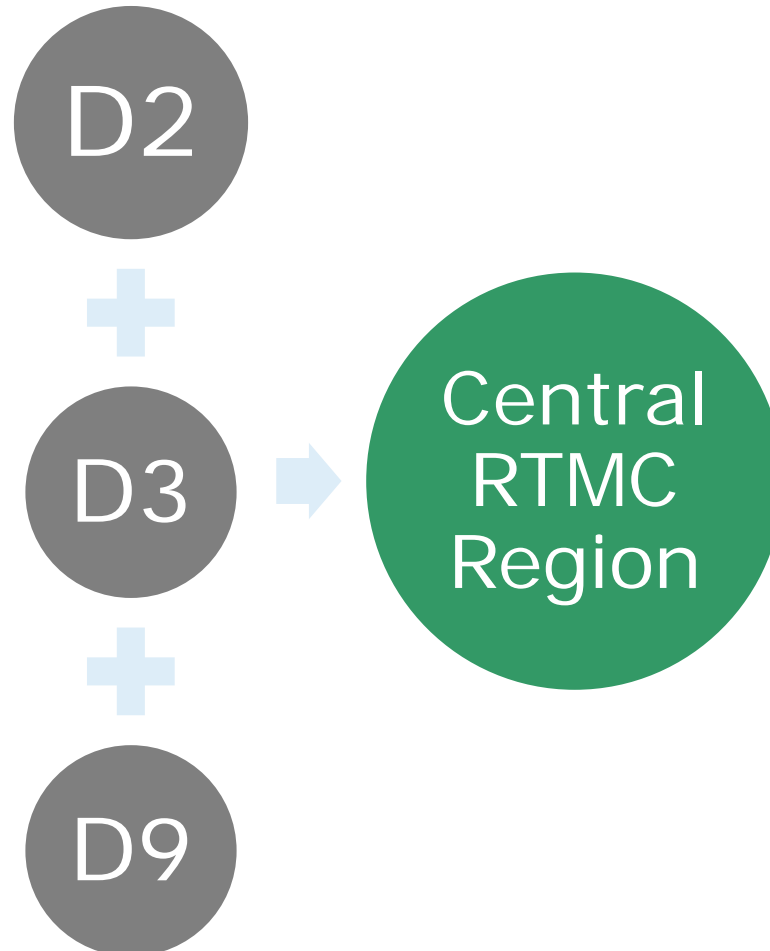 D2
D3
D9
Central
RTMC
Region